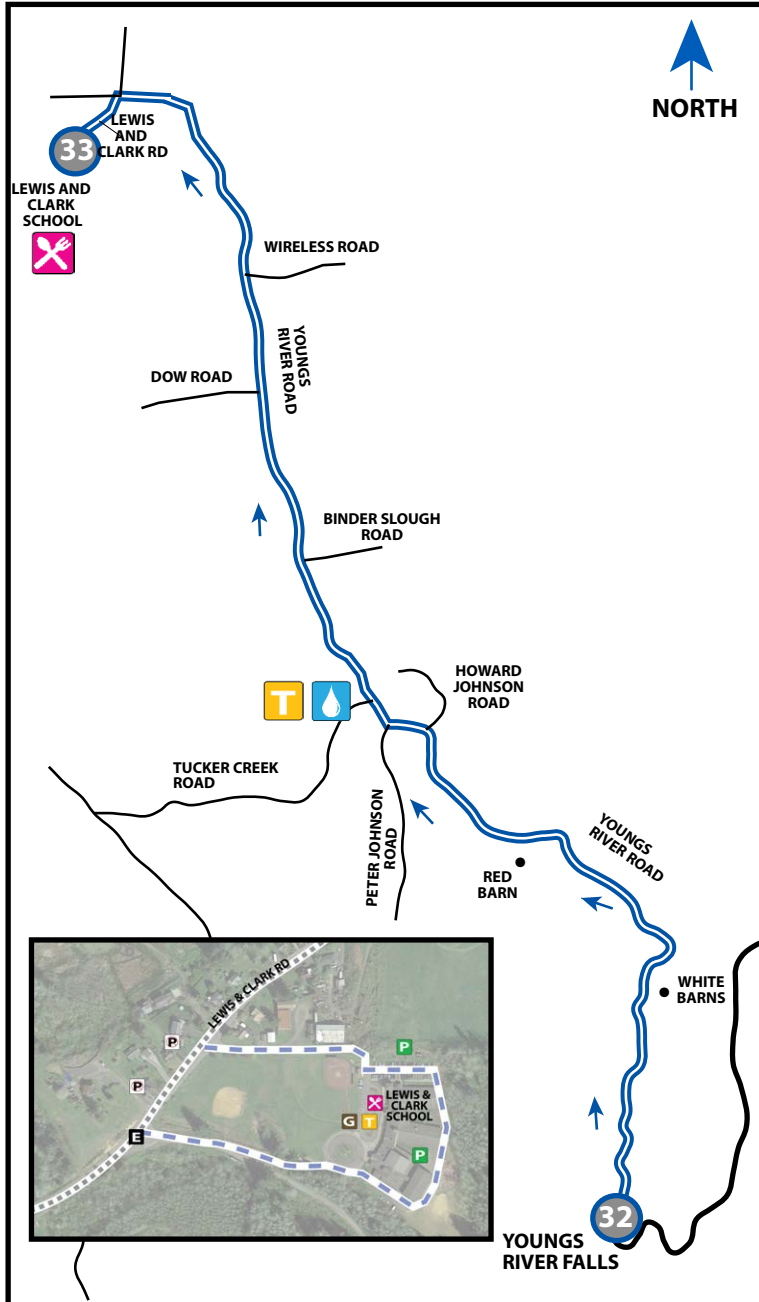 NORTH
LEWIS
AND
CLARK RD
33
LEWIS AND
CLARK
SCHOOL
WIRELESS ROAD
YOUNGS
RIVER ROAD
DOW ROAD
BINDER SLOUGH
ROAD
HOWARD
JOHNSON
ROAD
T
TUCKER CREEK
ROAD
PETER JOHNSON
ROAD
YOUNGS
RIVER ROAD
RED
BARN
WHITE
BARNS
LEWIS & CLARK RD
P
P
P
LEWIS &
CLARK
SCHOOL
G T
E
P
32
YOUNGS
RIVER FALLS